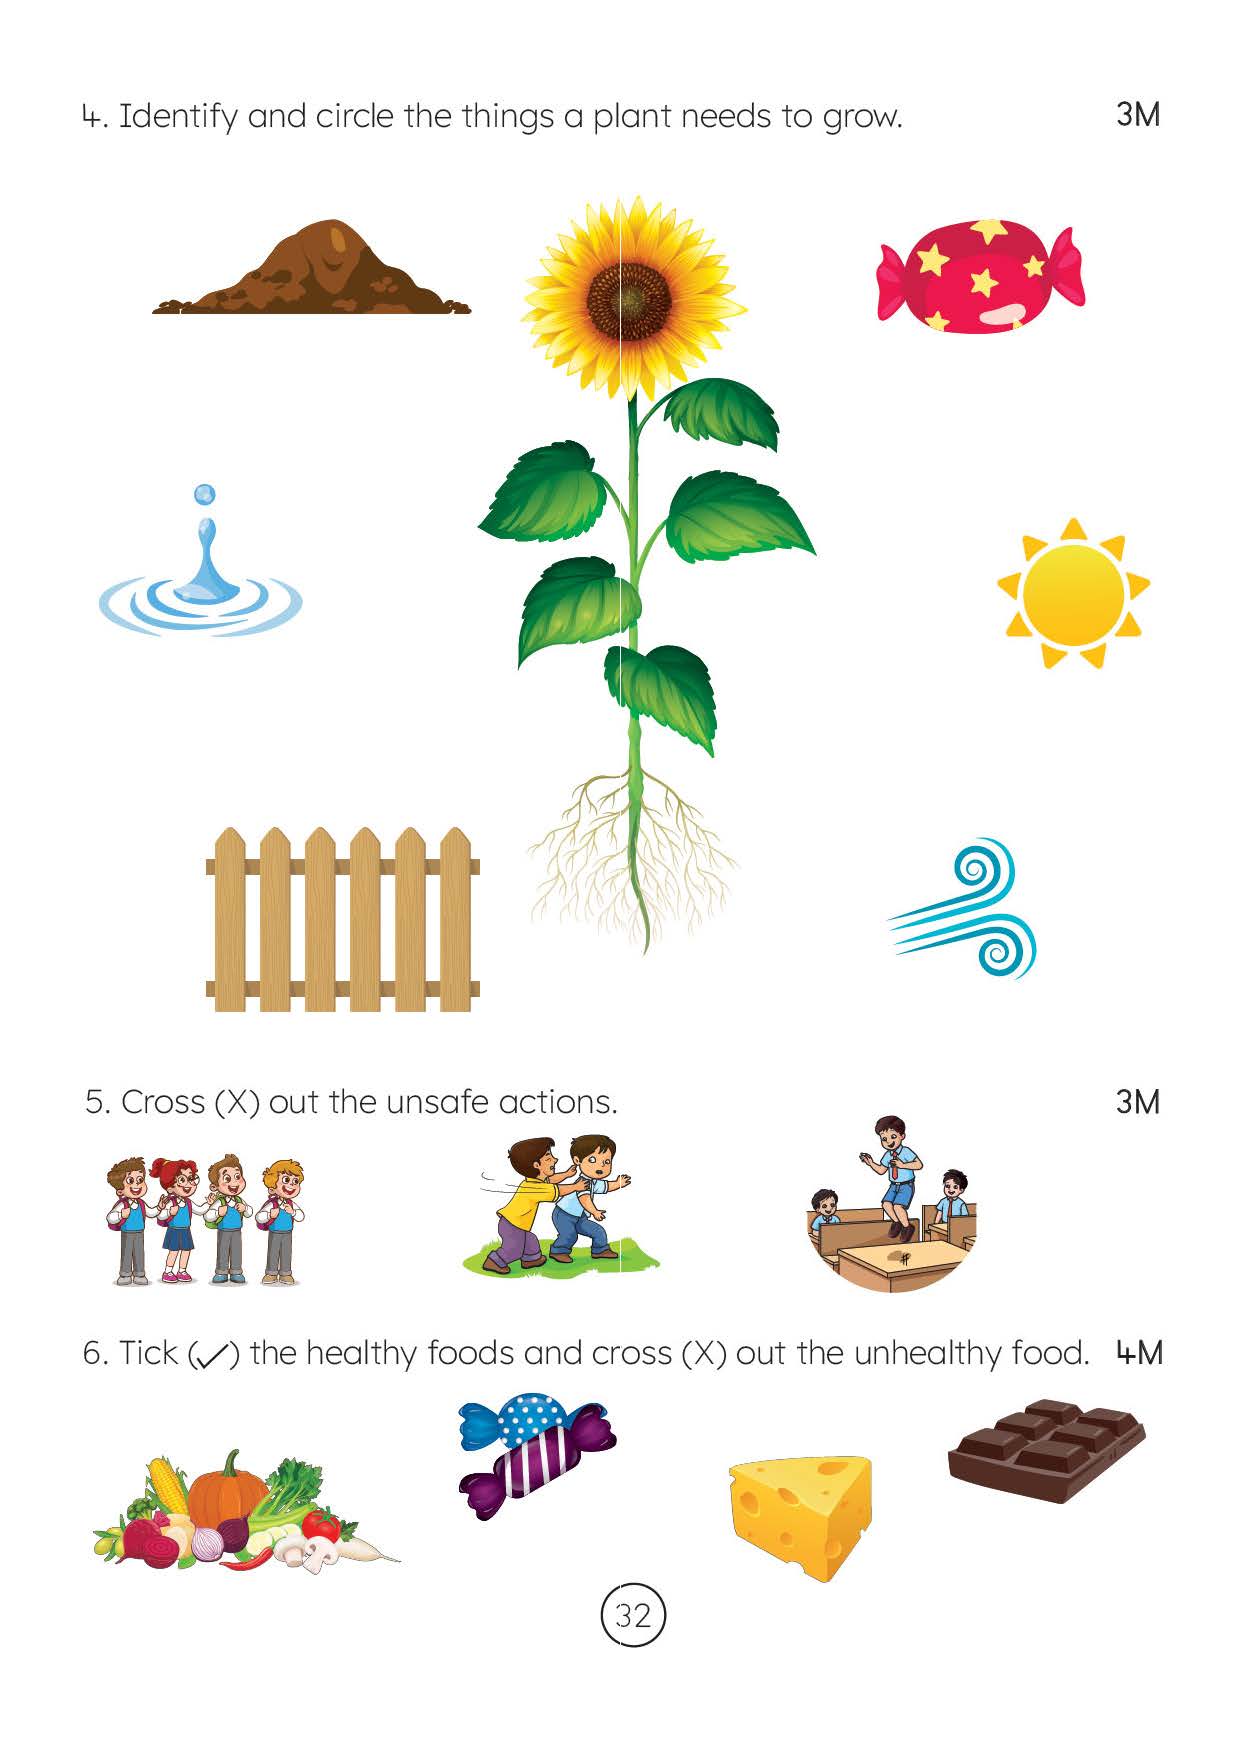 4. Identify and circle the things a plant needs to grow. 3M
5. Cross (X) out the unsafe actions. 3M
6. Tick (✓) the healthy foods and cross (X) out the unhealthy food. 4M
32